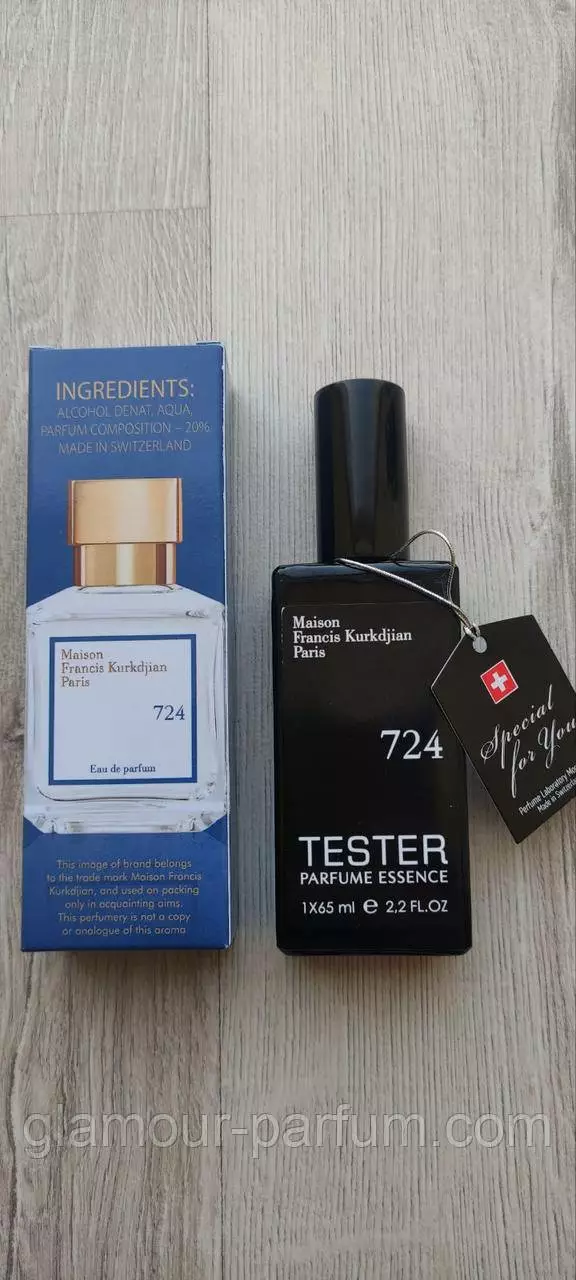 INGREDIENTS:
ALCOHOL DENAT, AQUA,
PARFUM COMPOSITION – 20%
MADE IN SWITZERLAND
Maison
Francis Kurkdjian
Paris
724
Eau de parfum
This image of brand belongs
to the trade mark Maison Francis
Kurkdjian, and used on packing
only in acquainting aims.
This perfumery is not a copy
or analogue of this aroma
Maison
Francis Kurkdjian
Paris
724
TESTER
PARFUME ESSENCE
1X65 ml e 2,2 FL.OZ
Special
for You
Perfume Laboratory
Made in Switzerland
glamour-parfum.com